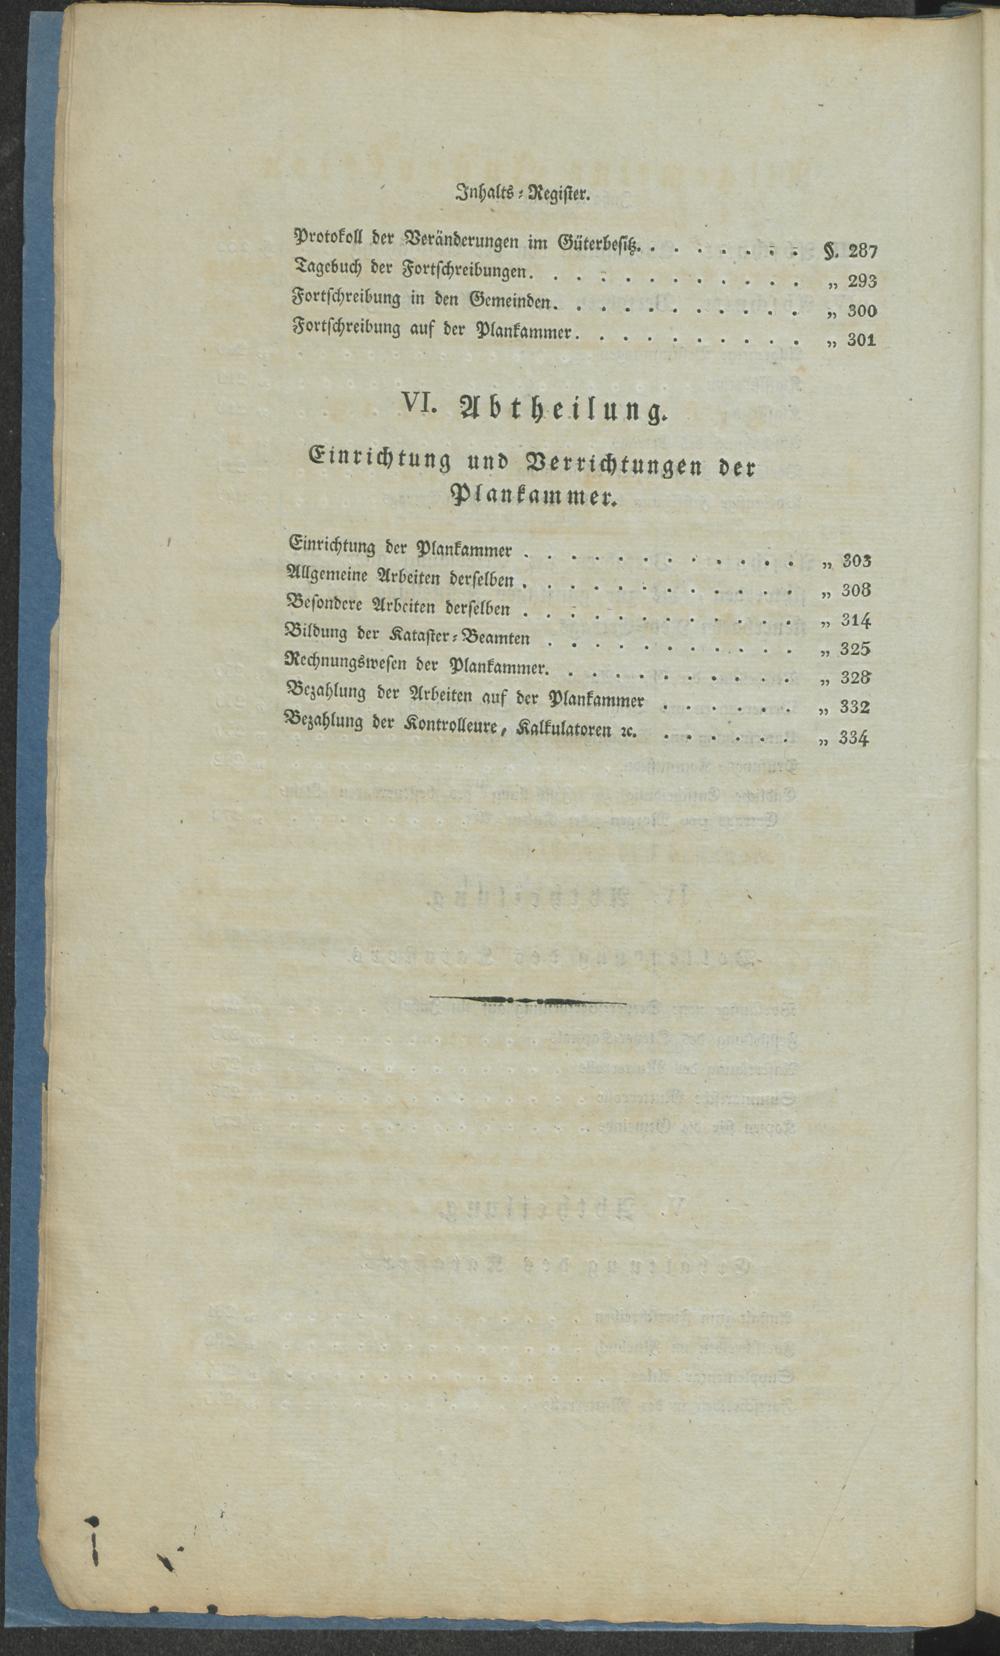 Inhalts-Register.
Protokoll der Veränderungen im Güterbesitz. . . . . . . . §. 287
Tagebuch der Fortschreibungen. . . . . . . . . . . „ 293
Fortschreibung in den Gemeinden. . . . . . . . . . „ 300
Fortschreibung auf der Plankammer. . . . . . . . . „ 301
VI. Abtheilung.
Einrichtung und Verrichtungen der
Plankammer.
Einrichtung der Plankammer . . . . . . . . . . . „ 303
Allgemeine Arbeiten derselben . . . . . . . . . . . „ 308
Besondere Arbeiten derselben . . . . . . . . . . . „ 314
Bildung der Kataster-Beamten . . . . . . . . . . . „ 325
Rechnungswesen der Plankammer. . . . . . . . . . . „ 328
Bezahlung der Arbeiten auf der Plankammer . . . . . . „ 332
Bezahlung der Kontrolleure, Kalkulatoren ꝛc. . . . . . . „ 334